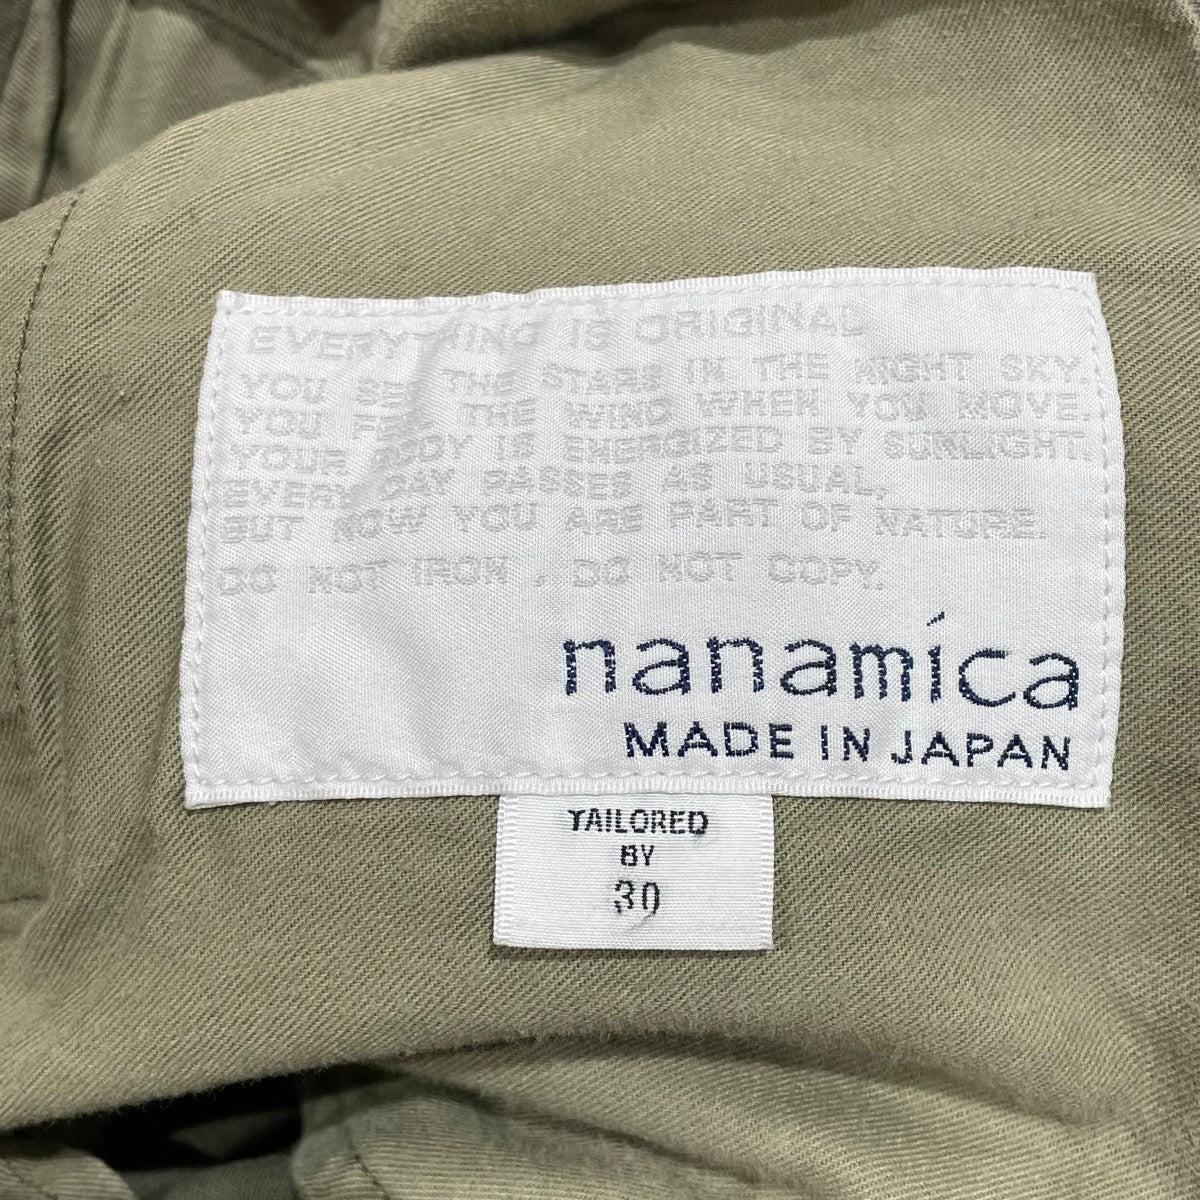 EVERYTHING IS ORIGINAL
YOU SEE THE STARS IN THE NIGHT SKY.
YOU FEEL THE WIND WHEN YOU MOVE.
YOUR BODY IS ENERGIZED BY SUNLIGHT.
EVERY DAY PASSES AS USUAL,
BUT NOW YOU ARE PART OF NATURE.
DO NOT IRON , DO NOT COPY.
nanamíca
MADE IN JAPAN
TAILORED
BY
30